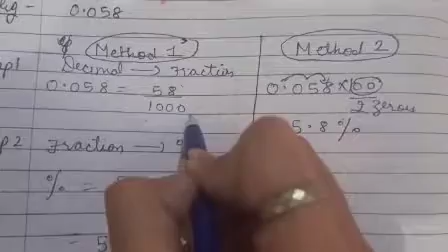 0.058
Method 1
Decimal → Fraction
0.058 = 58
1000
Fraction → %
% =
Method 2
0.058 × 100
2 Zeros
5.8 %